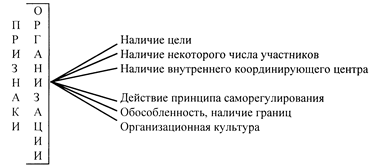 ПРИЗНАКИ
ОРГАНИЗАЦИИ
Наличие цели
Наличие некоторого числа участников
Наличие внутреннего координирующего центра
Действие принципа саморегулирования
Обособленность, наличие границ
Организационная культура